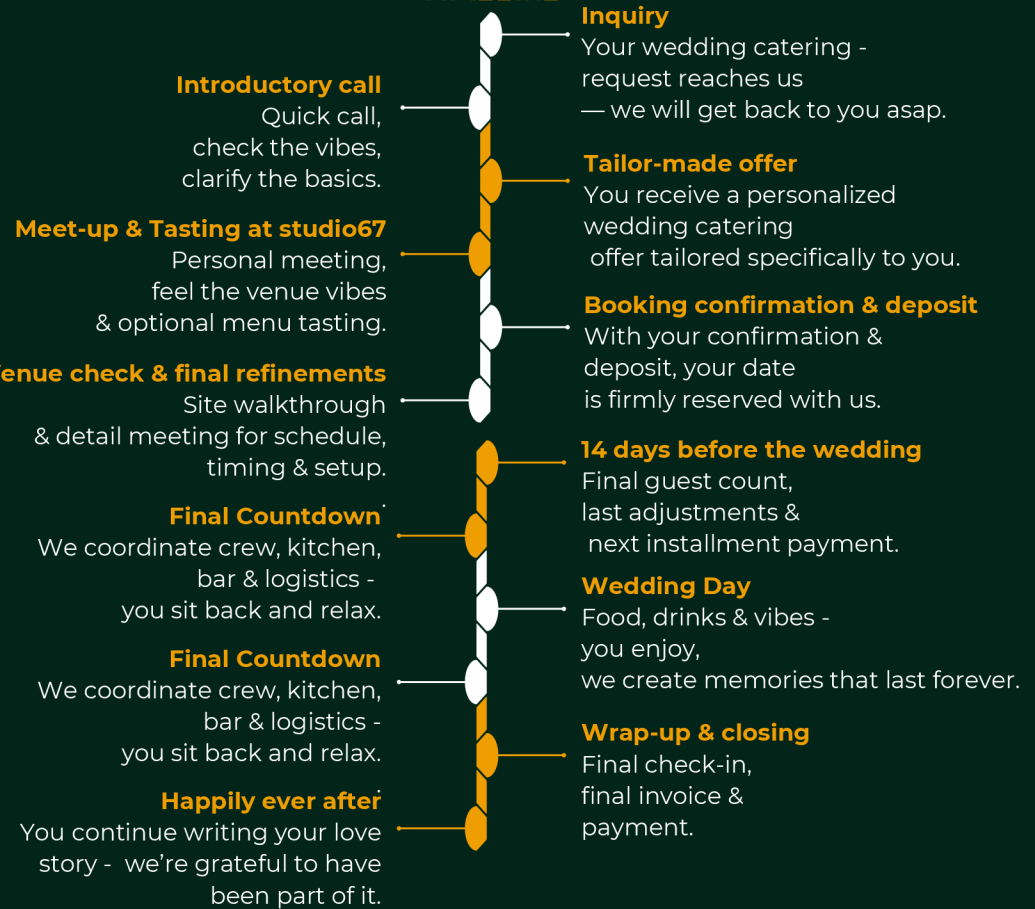 Inquiry
Your wedding catering -
request reaches us
— we will get back to you asap.
Introductory call
Quick call,
check the vibes,
clarify the basics.
Tailor-made offer
You receive a personalized
wedding catering
offer tailored specifically to you.
Meet-up & Tasting at studio67
Personal meeting,
feel the venue vibes
& optional menu tasting.
Booking confirmation & deposit
With your confirmation &
deposit, your date
is firmly reserved with us.
enue check & final refinements
Site walkthrough
& detail meeting for schedule,
timing & setup.
.
14 days before the wedding
Final guest count,
last adjustments &
next installment payment.
Final Countdown
We coordinate crew, kitchen,
bar & logistics -
you sit back and relax.
Wedding Day
Food, drinks & vibes -
you enjoy,
we create memories that last forever.
Final Countdown
We coordinate crew, kitchen,
bar & logistics -
you sit back and relax.
.
Wrap-up & closing
Final check-in,
final invoice &
payment.
Happily ever after
You continue writing your love
story - we’re grateful to have
been part of it.